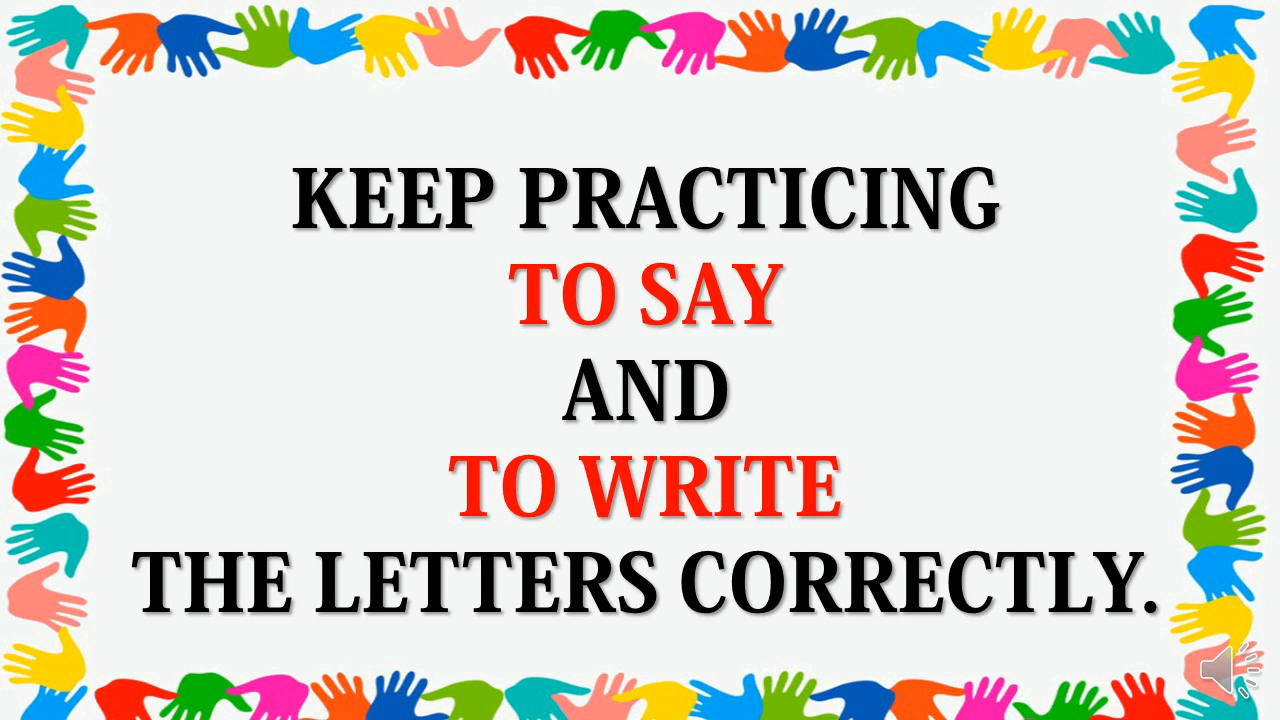 KEEP PRACTICING
TO SAY
AND
TO WRITE
THE LETTERS CORRECTLY.